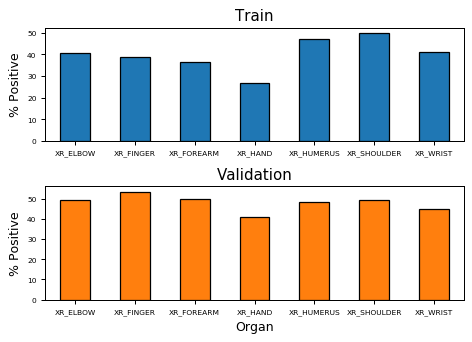 Train
% Positive
50
40
30
20
10
0
XR_ELBOW XR_FINGER XR_FOREARM XR_HAND XR_HUMERUS XR_SHOULDER XR_WRIST
Validation
% Positive
50
40
30
20
10
0
XR_ELBOW XR_FINGER XR_FOREARM XR_HAND XR_HUMERUS XR_SHOULDER XR_WRIST
Organ